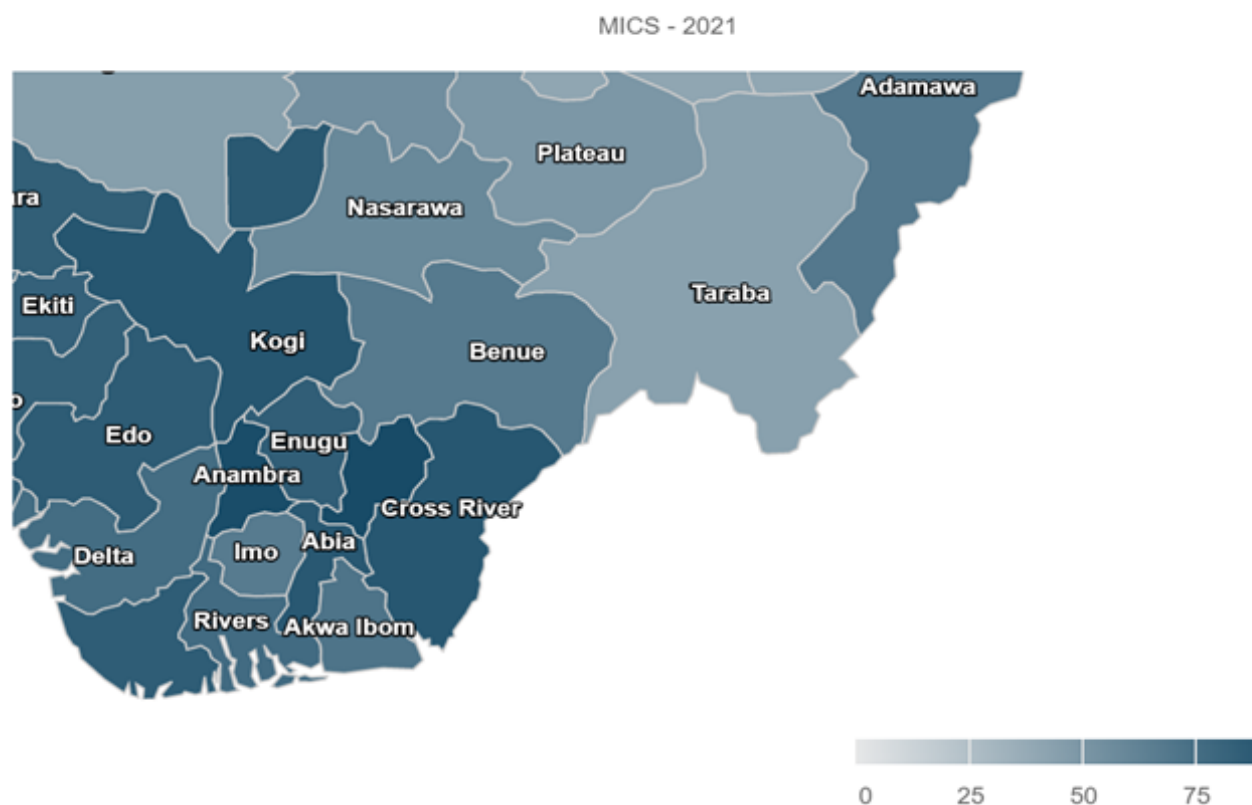 MICS - 2021
Adamawa
Plateau
Nasarawa
Ekiti
Taraba
Kogi
Benue
Edo
Enugu
Anambra
Cross River
Delta
Imo
Abia
Rivers
Akwa Ibom
0 25 50 75